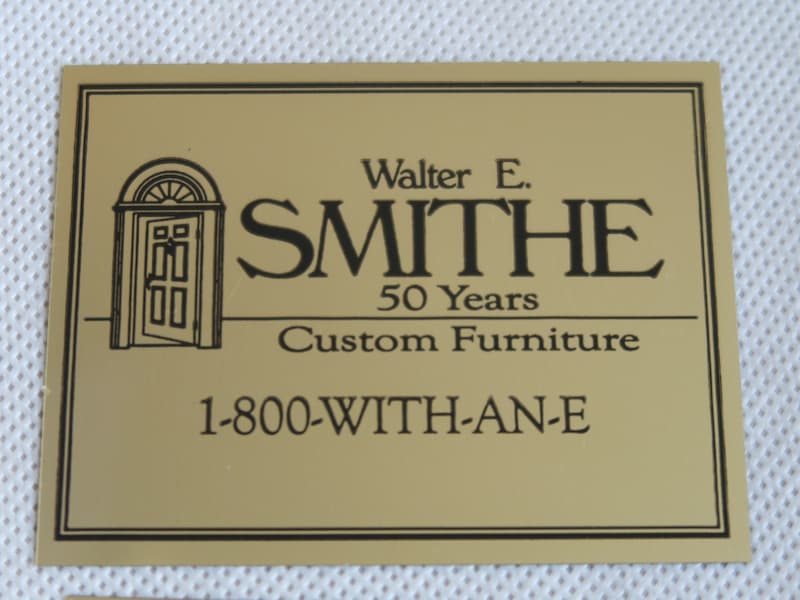 Walter E.
SMITHE
50 Years
Custom Furniture
1-800-WITH-AN-E